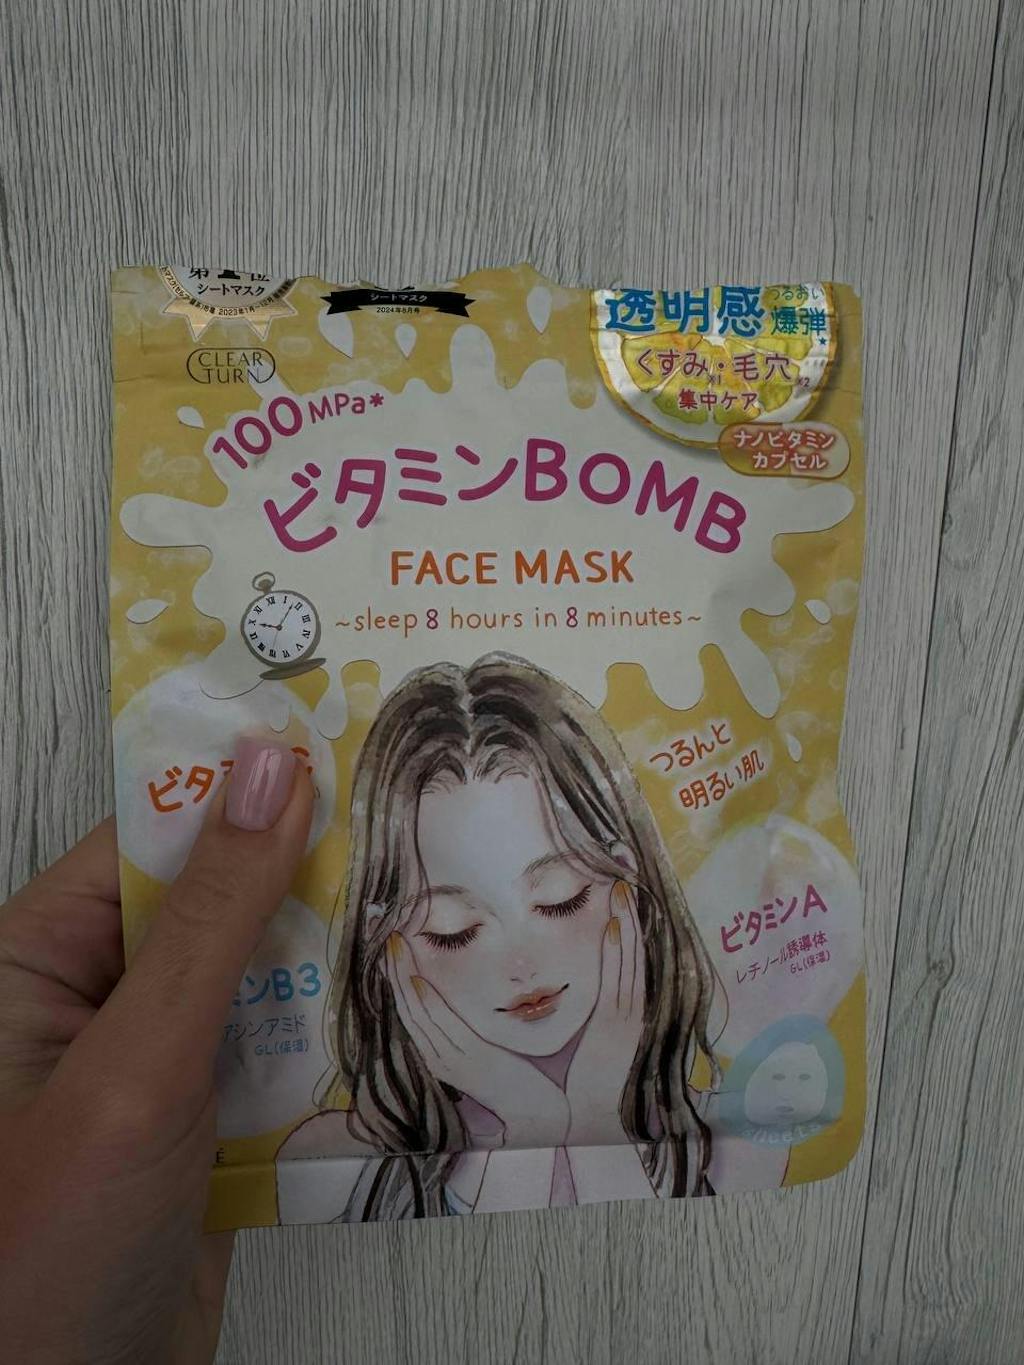 第1位
シートマスク
2023年1月~12月
シートマスク
2024年8月号
透明感
つるおい
爆弾
くすみ・毛穴
※1 ※2
集中ケア
ナノビタミン
カプセル
CLEAR
TURN
100MPa*
ビタミンBOMB
FACE MASK
~sleep 8 hours in 8 minutes~
つるんと
明るい肌
ビタ
ビタミンA
レチノール誘導体
GL(保湿)
ミンB3
アシンアミド
GL(保湿)